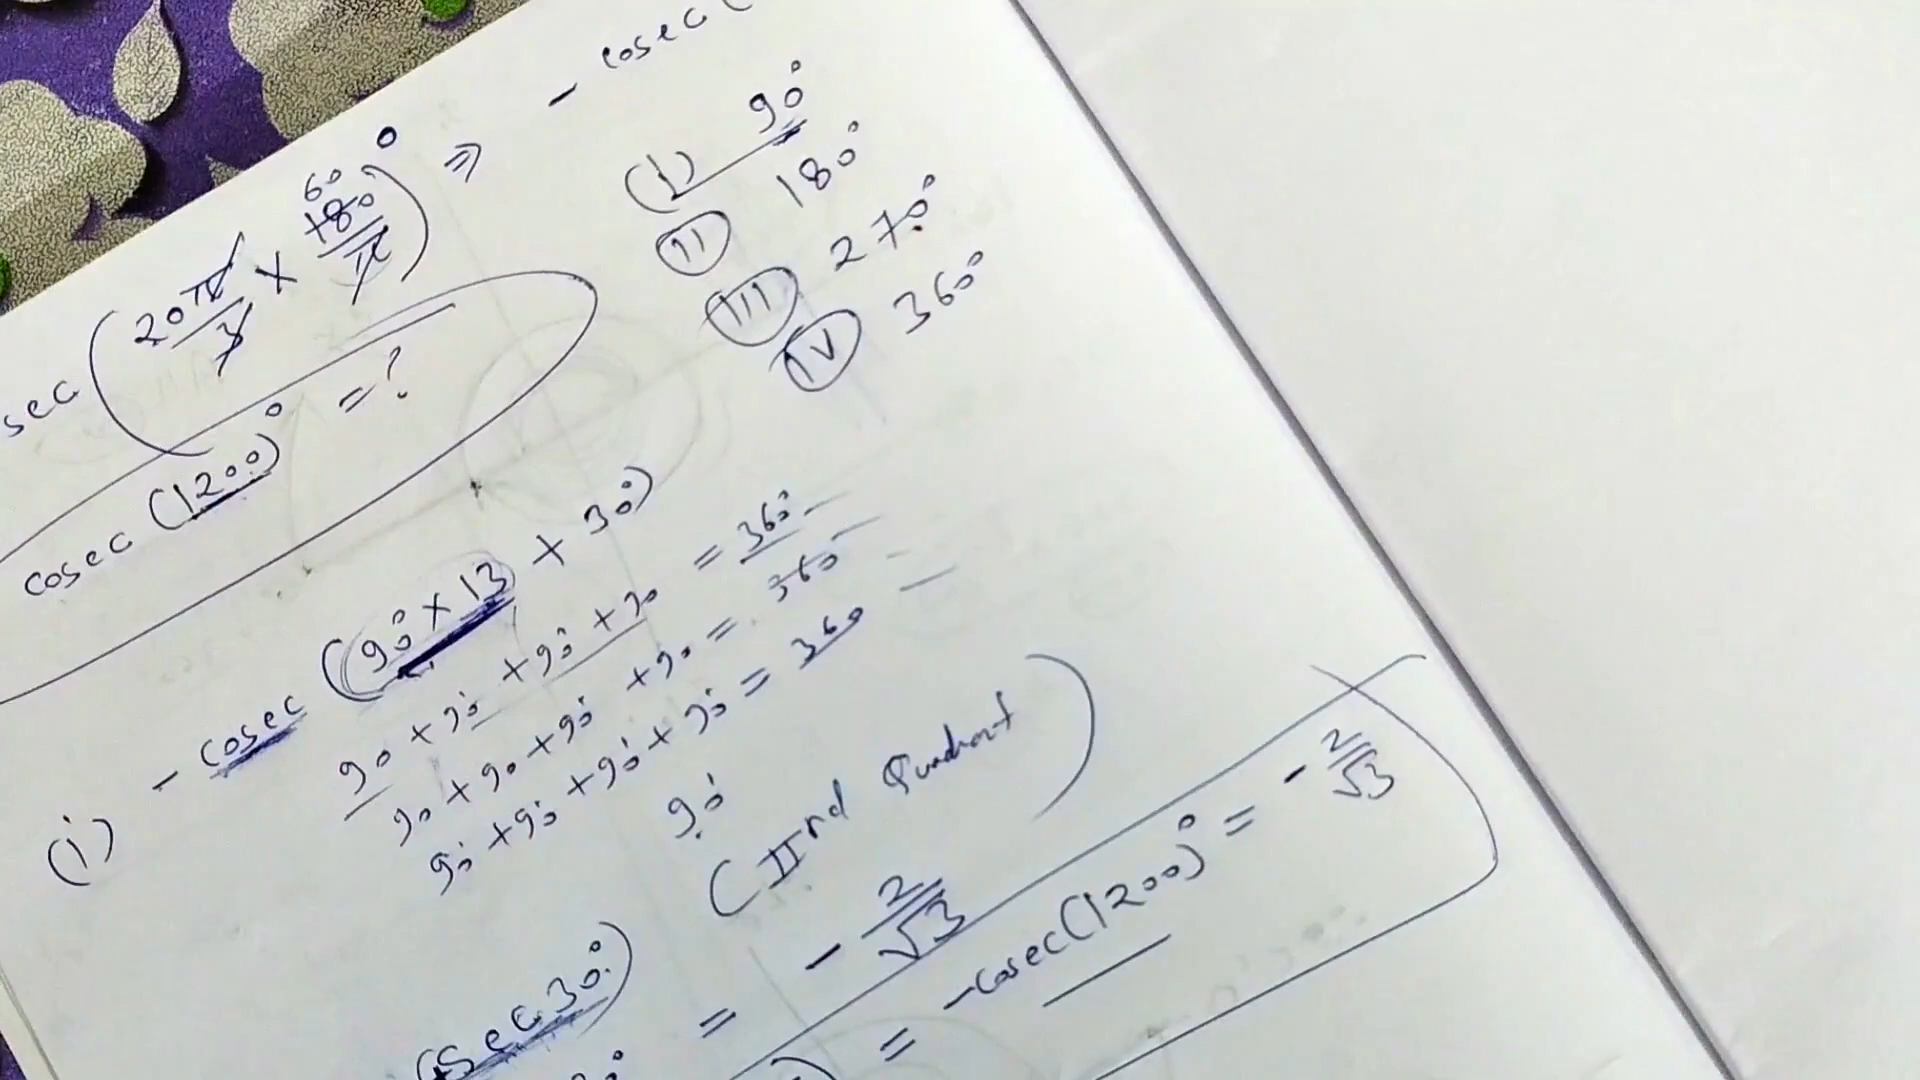 - cosec (
sec (20π/3 × 180°/π)° ⇒
60
(I) 90°
(II) 180°
(III) 270°
(IV) 360°
cosec (1200)° = ?
(i) - cosec (90° × 13 + 30°)
90 + 90° + 90° + 90 = 360°
90 + 90 + 90° + 90 = 360
90° + 90° + 90° + 90° = 360
90°
(IInd Quadrant)
+sec 30°)
= - 2/√3
= -cosec(1200)° = - 2/√3